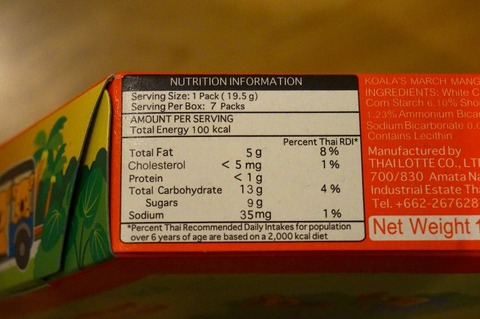 NUTRITION INFORMATION
Serving Size: 1 Pack ( 19.5 g)
Serving Per Box: 7 Packs
AMOUNT PER SERVING
Total Energy 100 kcal
Percent Thai RDI*
Total Fat 5 g 8 %
Cholesterol < 5 mg 1 %
Protein < 1 g
Total Carbohydrate 13 g 4 %
Sugars 9 g
Sodium 35 mg 1 %
*Percent Thai Recommended Daily Intakes for population
over 6 years of age are based on a 2,000 kcal diet
KOALA'S MARCH MANG
INGREDIENTS: White C
Corn Starch 6.10% Sho
1.23% Ammonium Bicar
Sodium Bicarbonate 0.
Contains Lecithin
Manufactured by
THAI LOTTE CO., LT
700/830 Amata Na
Industrial Estate Tha
Tel. +662-267628
Net Weight 1